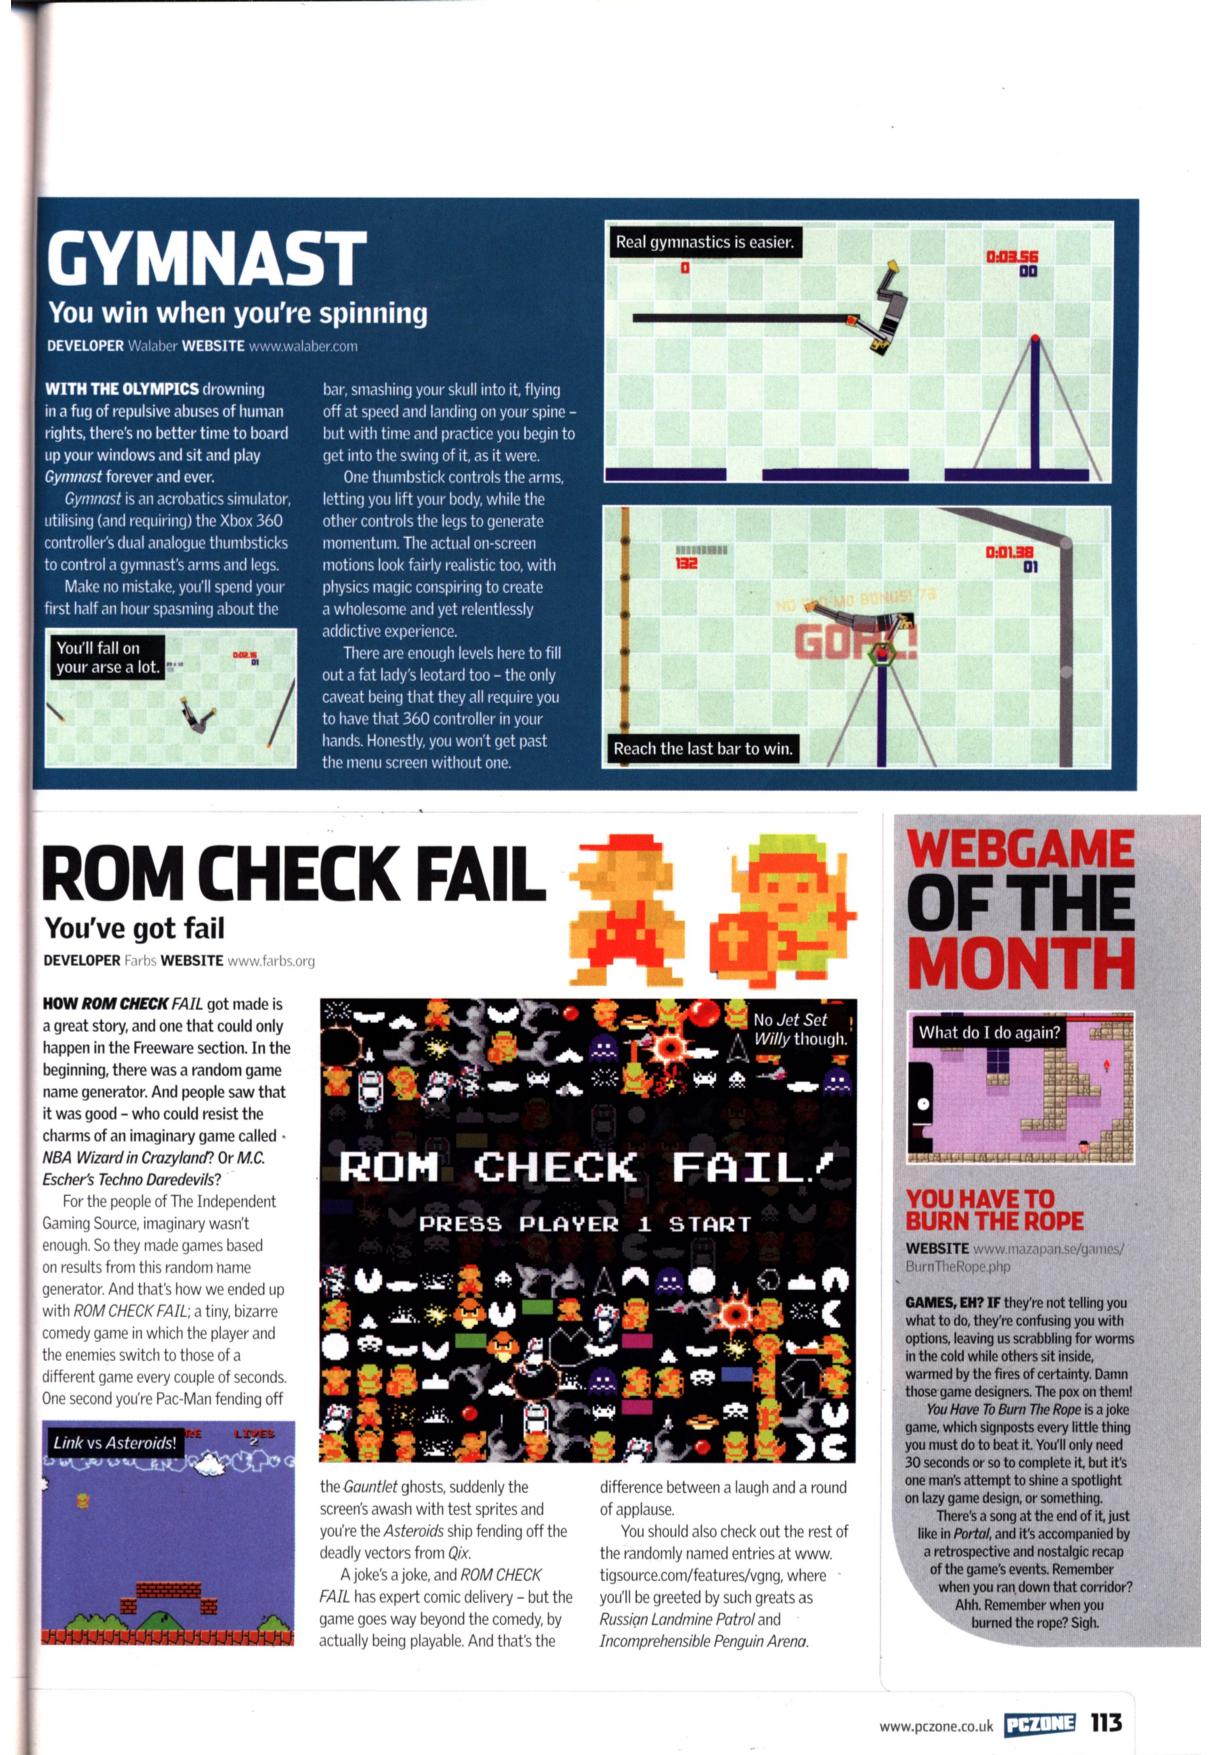 GYMNAST
You win when you're spinning
DEVELOPER Walaber WEBSITE www.walaber.com
WITH THE OLYMPICS drowning
in a fug of repulsive abuses of human
rights, there's no better time to board
up your windows and sit and play
Gymnast forever and ever.
Gymnast is an acrobatics simulator,
utilising (and requiring) the Xbox 360
controller's dual analogue thumbsticks
to control a gymnast's arms and legs.
Make no mistake, you'll spend your
first half an hour spasming about the
You'll fall on
your arse a lot.
0:02.16
01
bar, smashing your skull into it, flying
off at speed and landing on your spine –
but with time and practice you begin to
get into the swing of it, as it were.
One thumbstick controls the arms,
letting you lift your body, while the
other controls the legs to generate
momentum. The actual on-screen
motions look fairly realistic too, with
physics magic conspiring to create
a wholesome and yet relentlessly
addictive experience.
There are enough levels here to fill
out a fat lady's leotard too – the only
caveat being that they all require you
to have that 360 controller in your
hands. Honestly, you won't get past
the menu screen without one.
Real gymnastics is easier.
0
0:03.56
00
132
0:01.38
01
GOAL!
Reach the last bar to win.
ROM CHECK FAIL
You've got fail
DEVELOPER Farbs WEBSITE www.farbs.org
HOW ROM CHECK FAIL got made is
a great story, and one that could only
happen in the Freeware section. In the
beginning, there was a random game
name generator. And people saw that
it was good – who could resist the
charms of an imaginary game called
NBA Wizard in Crazyland? Or M.C.
Escher's Techno Daredevils?
For the people of The Independent
Gaming Source, imaginary wasn't
enough. So they made games based
on results from this random name
generator. And that's how we ended up
with ROM CHECK FAIL; a tiny, bizarre
comedy game in which the player and
the enemies switch to those of a
different game every couple of seconds.
One second you're Pac-Man fending off
Link vs Asteroids!
LIVES
2
No Jet Set
Willy though.
ROM CHECK FAIL!
PRESS PLAYER 1 START
the Gauntlet ghosts, suddenly the
screen's awash with test sprites and
you're the Asteroids ship fending off the
deadly vectors from Qix.
A joke's a joke, and ROM CHECK
FAIL has expert comic delivery – but the
game goes way beyond the comedy, by
actually being playable. And that's the
difference between a laugh and a round
of applause.
You should also check out the rest of
the randomly named entries at www.
tigsource.com/features/vgng, where
you'll be greeted by such greats as
Russian Landmine Patrol and
Incomprehensible Penguin Arena.
WEBGAME
OF THE
MONTH
What do I do again?
YOU HAVE TO
BURN THE ROPE
WEBSITE www.mazapan.se/games/
BurnTheRope.php
GAMES, EH? IF they're not telling you
what to do, they're confusing you with
options, leaving us scrabbling for worms
in the cold while others sit inside,
warmed by the fires of certainty. Damn
those game designers. The pox on them!
You Have To Burn The Rope is a joke
game, which signposts every little thing
you must do to beat it. You'll only need
30 seconds or so to complete it, but it's
one man's attempt to shine a spotlight
on lazy game design, or something.
There's a song at the end of it, just
like in Portal, and it's accompanied by
a retrospective and nostalgic recap
of the game's events. Remember
when you ran down that corridor?
Ahh. Remember when you
burned the rope? Sigh.
www.pczone.co.uk PCZONE 113